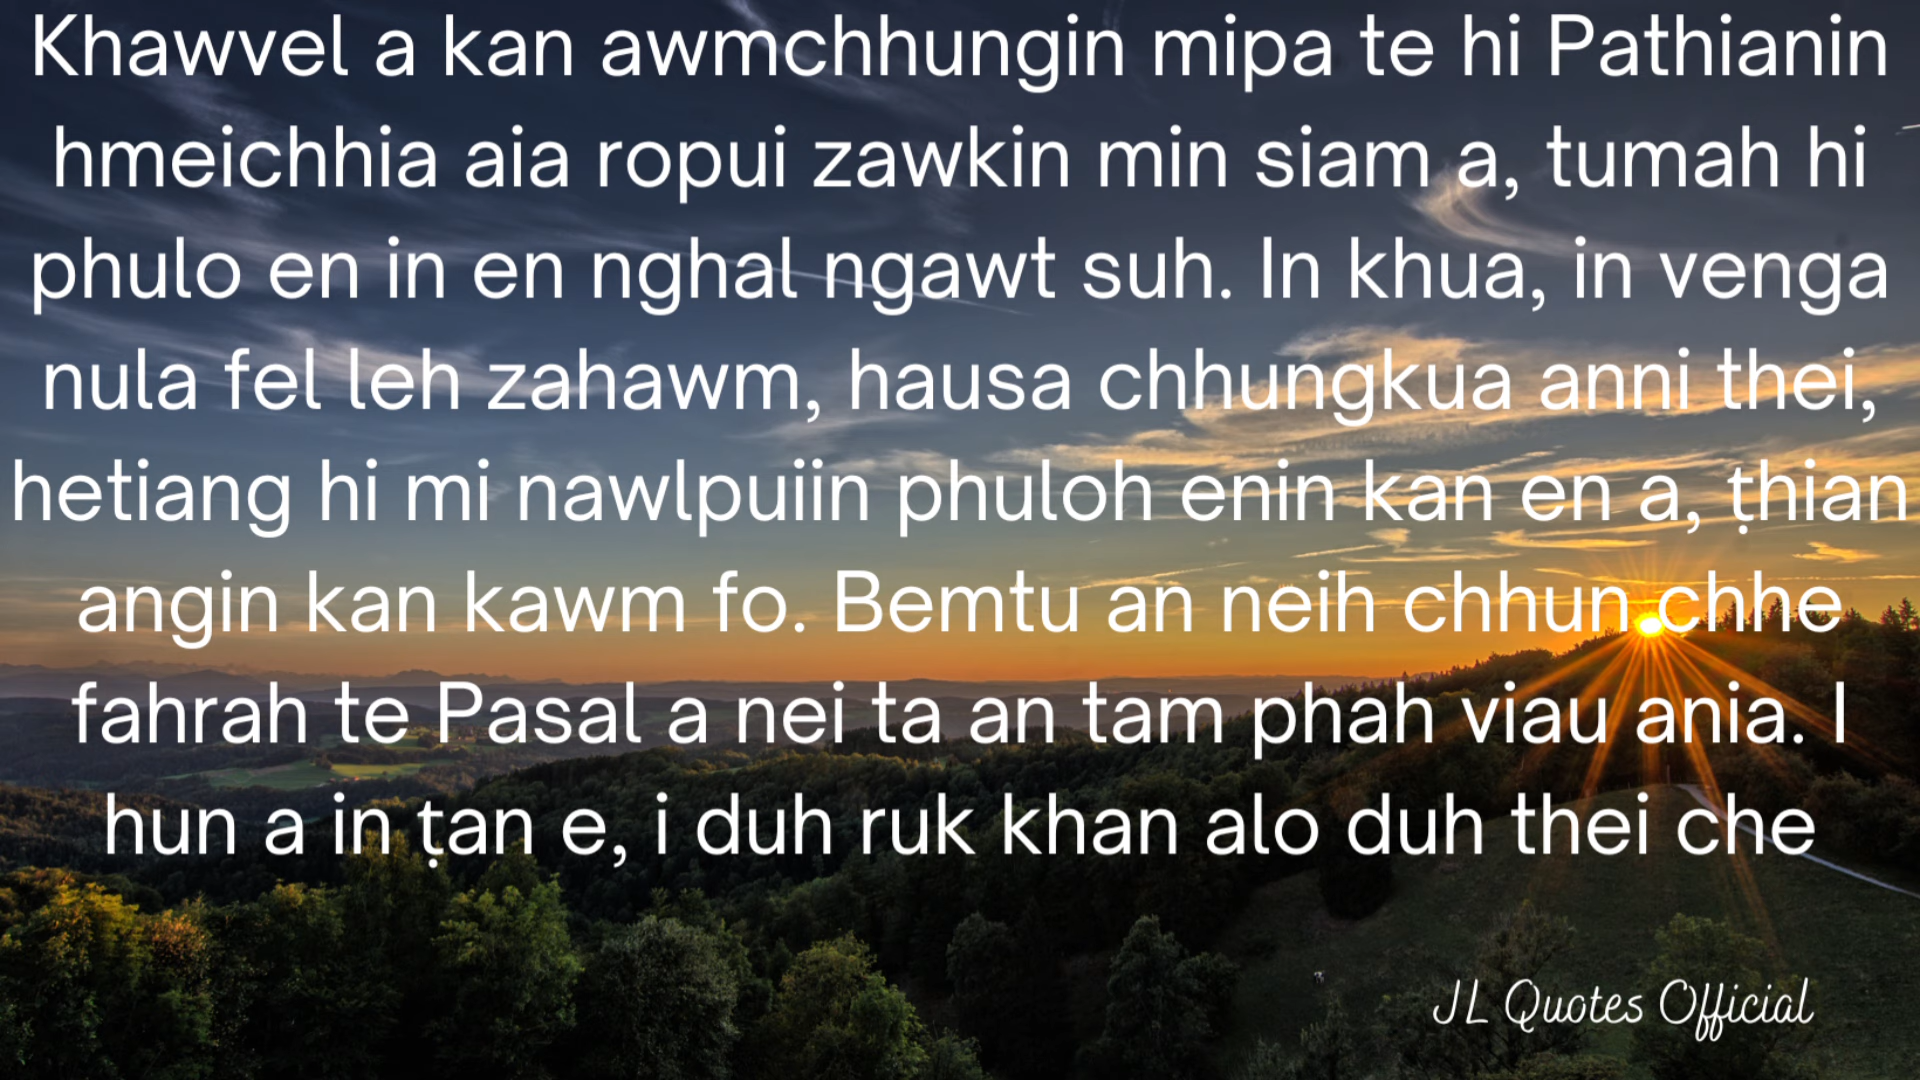 Khawvel a kan awmchhungin mipa te hi Pathianin
hmeichhia aia ropui zawkin min siam a, tumah hi
phulo en in en nghal ngawt suh. In khua, in venga
nula fel leh zahawm, hausa chhungkua anni thei,
hetiang hi mi nawlpuiin phuloh enin kan en a, ṭhian
angin kan kawm fo. Bemtu an neih chhun chhe
fahrah te Pasal a nei ta an tam phah viau ania. I
hun a in ṭan e, i duh ruk khan alo duh thei che
JL Quotes Official